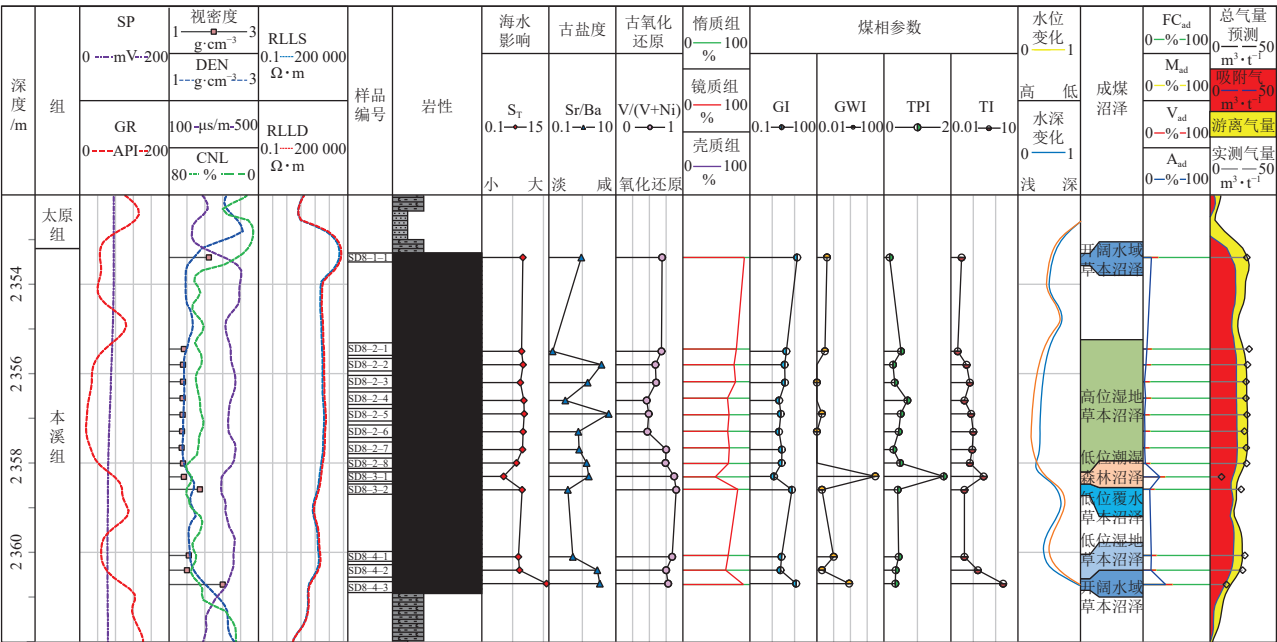 深
度
/m
组
SP
0 mV 200
GR
0 API 200
视密度
1 3
g·cm⁻³
DEN
1 g·cm⁻³ 3
100 μs/m 500
CNL
80 % 0
RLLS
0.1 200 000
Ω·m
RLLD
0.1 200 000
Ω·m
样品
编号
岩性
海水
影响
S_T
0.1 15
小 大
古盐度
Sr/Ba
0.1 10
淡 咸
古氧化
还原
V/(V+Ni)
0 1
氧化还原
惰质组
0 100
%
镜质组
0 100
%
壳质组
0 100
%
煤相参数
GI
0.1 100
GWI
0.01 100
TPI
0 2
TI
0.01 10
水位
变化
0 1
高 低
水深
变化
0 1
浅 深
成煤
沼泽
FC_ad
0 % 100
M_ad
0 % 100
V_ad
0 % 100
A_ad
0 % 100
总气量
预测
0 50
m³·t⁻¹
吸附气
0 50
m³·t⁻¹
游离气量
实测气量
0 50
m³·t⁻¹
2 354
2 356
2 358
2 360
太原
组
本
溪
组
SD8-1-1
SD8-2-1
SD8-2-2
SD8-2-3
SD8-2-4
SD8-2-5
SD8-2-6
SD8-2-7
SD8-2-8
SD8-3-1
SD8-3-2
SD8-4-1
SD8-4-2
SD8-4-3
开阔水域
草本沼泽
高位湿地
草本沼泽
低位潮湿
森林沼泽
低位覆水
草本沼泽
低位湿地
草本沼泽
开阔水域
草本沼泽